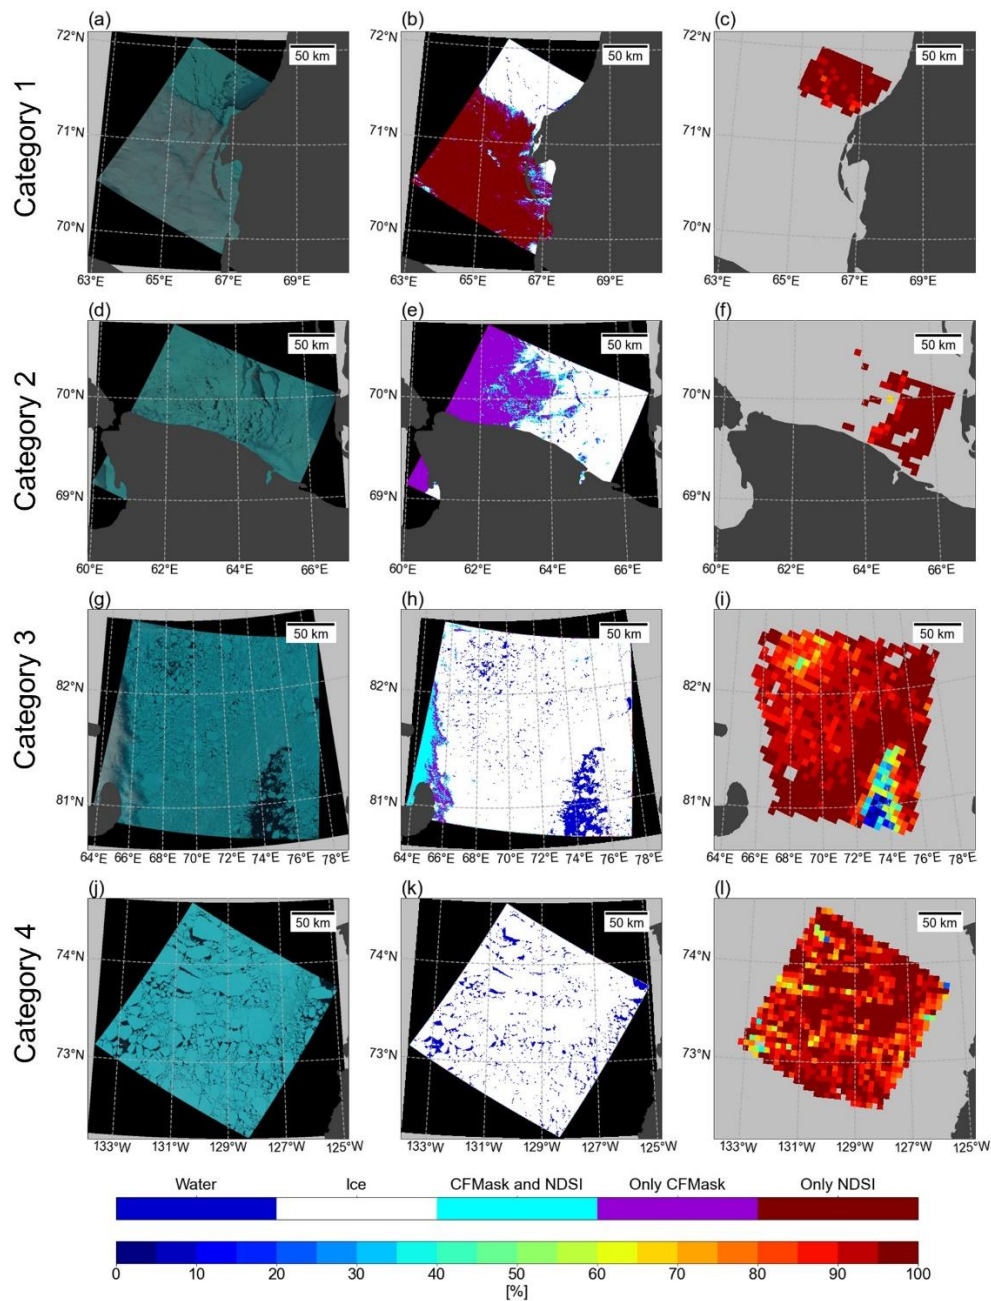 (a) (b) (c)
Category 1
72°N 72°N
50 km 50 km 50 km
71°N 71°N 71°N
70°N 70°N 70°N
63°E 65°E 67°E 69°E 63°E 65°E 67°E 69°E 63°E 65°E 67°E 69°E
(d) (e) (f)
Category 2
50 km 50 km 50 km
70°N 70°N 70°N
69°N 69°N 69°N
60°E 62°E 64°E 66°E 60°E 62°E 64°E 66°E 60°E 62°E 64°E 66°E
(g) (h) (i)
Category 3
50 km 50 km 50 km
82°N 82°N 82°N
81°N 81°N 81°N
64°E 66°E 68°E 70°E 72°E 74°E 76°E 78°E 64°E 66°E 68°E 70°E 72°E 74°E 76°E 78°E 64°E 66°E 68°E 70°E 72°E 74°E 76°E 78°E
(j) (k) (l)
Category 4
50 km 50 km 50 km
74°N 74°N 74°N
73°N 73°N 73°N
133°W 131°W 129°W 127°W 125°W 133°W 131°W 129°W 127°W 125°W 133°W 131°W 129°W 127°W 125°W
Water Ice CFMask and NDSI Only CFMask Only NDSI
0 10 20 30 40 50 60 70 80 90 100
[%]